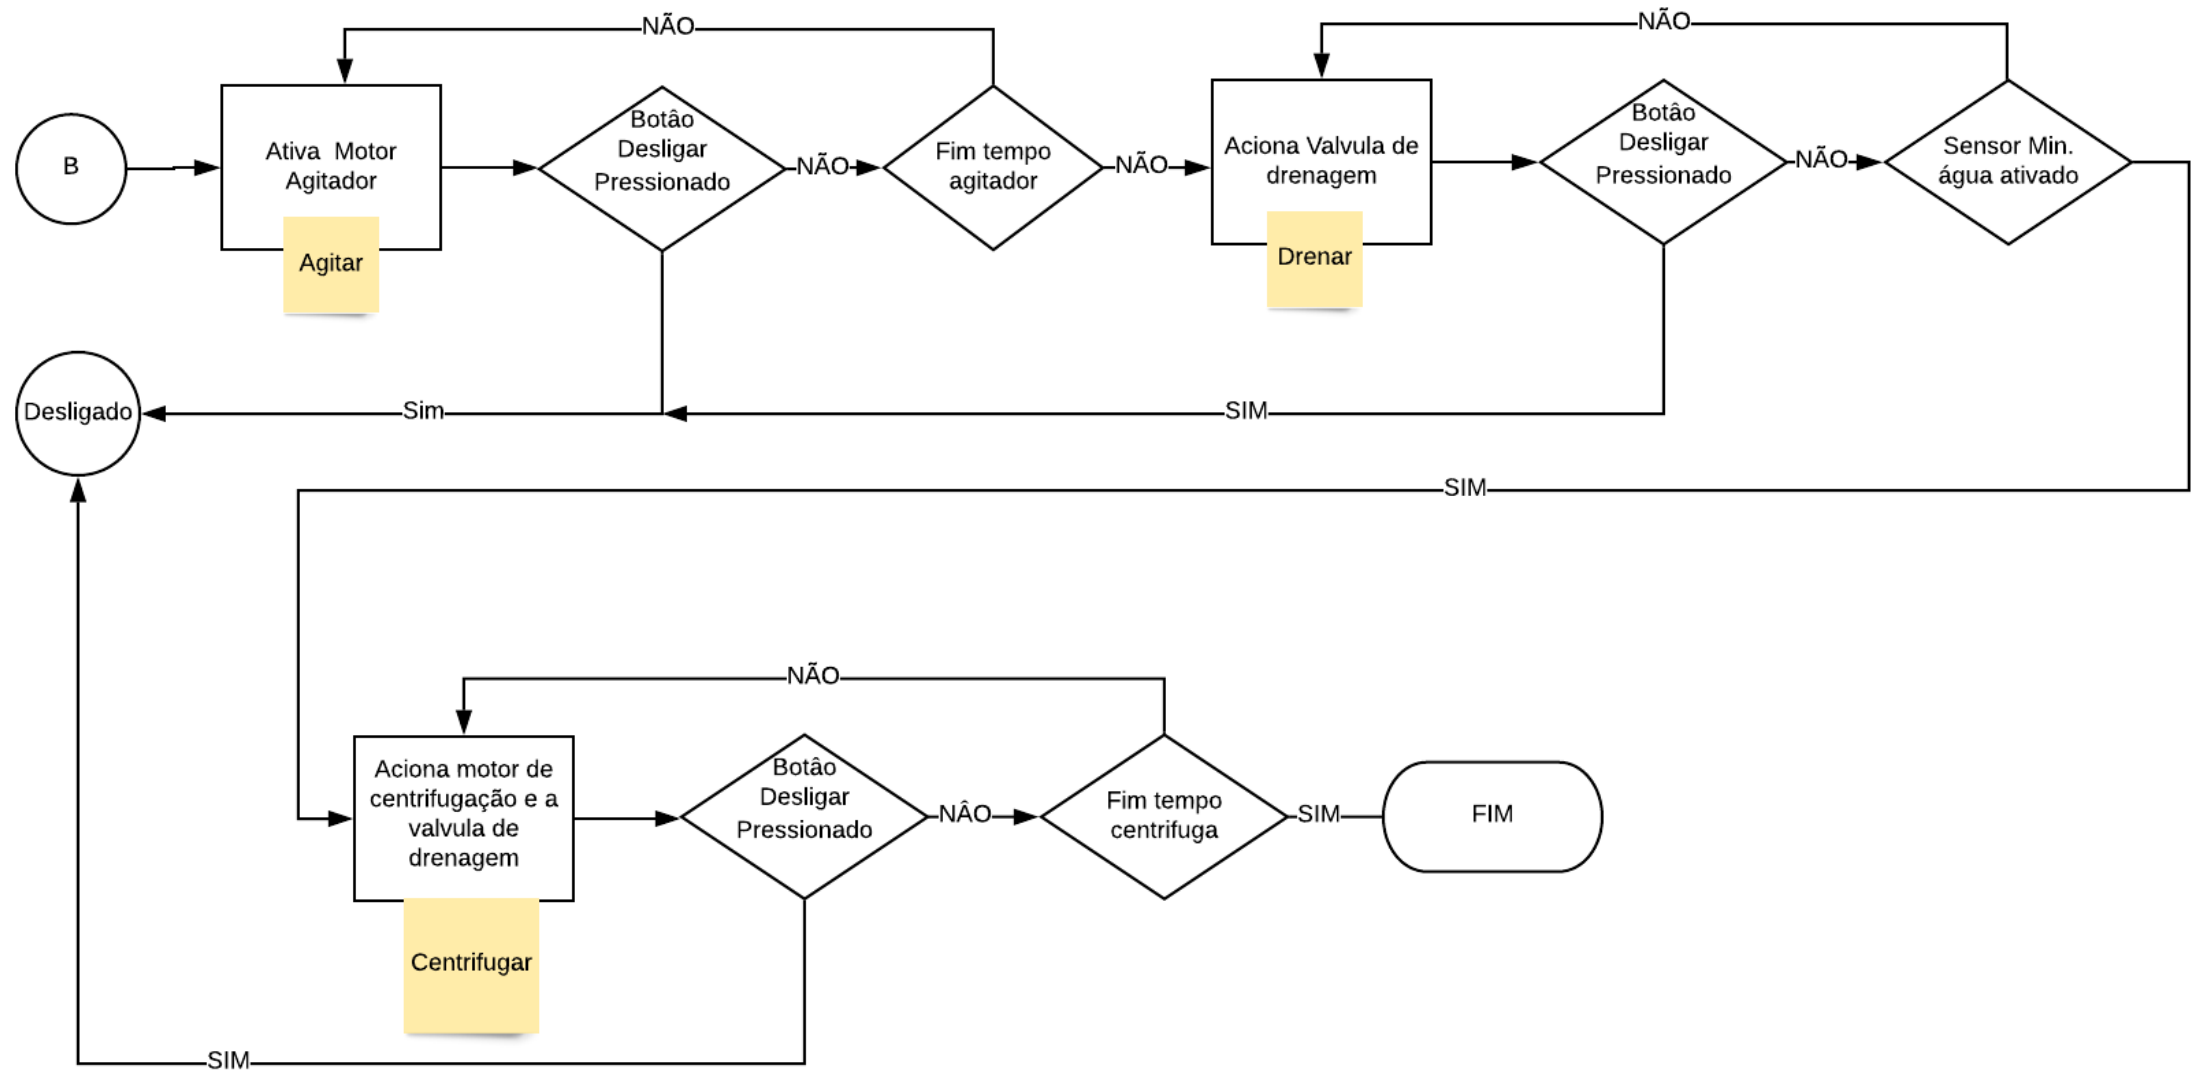 NÃO
NÃO
B
Ativa Motor
Agitador
Agitar
Botâo
Desligar
Pressionado
NÃO
Fim tempo
agitador
NÃO
Aciona Valvula de
drenagem
Drenar
Botâo
Desligar
Pressionado
NÃO
Sensor Min.
água ativado
Desligado
Sim
SIM
SIM
NÃO
Aciona motor de
centrifugação e a
valvula de
drenagem
Centrifugar
Botâo
Desligar
Pressionado
NÂO
Fim tempo
centrifuga
SIM
FIM
SIM